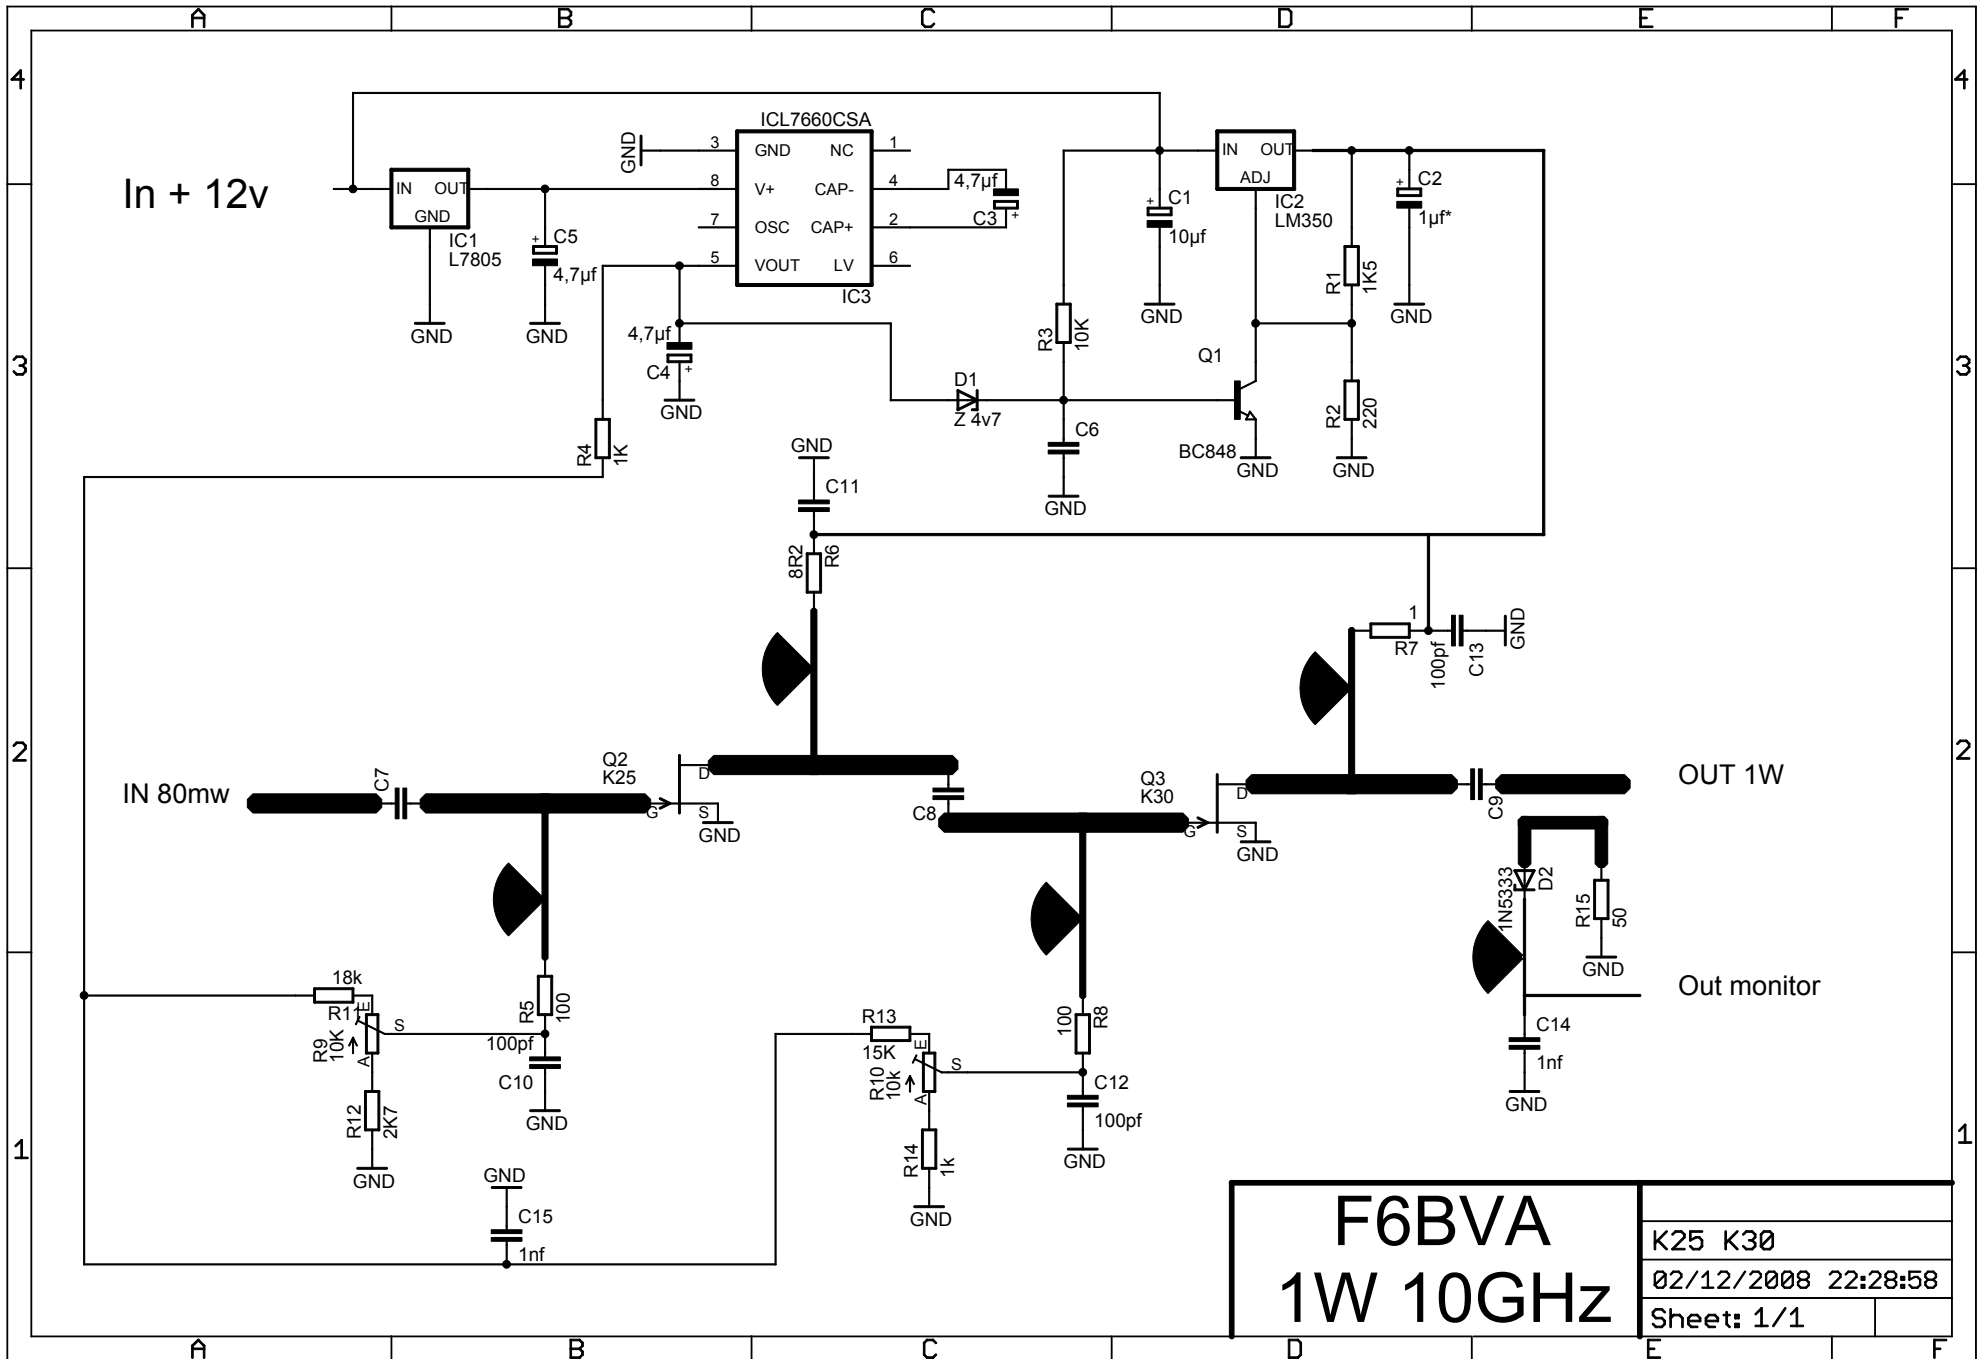 A B C D E F
4 4
ICL7660CSA
In + 12v
IN OUT
GND
IC1
L7805
C5
+
4,7µf
GND
GND
GND
3 GND NC 1
8 V+ CAP- 4
7 OSC CAP+ 2
5 VOUT LV 6
IC3
4,7µf
C3
+
4,7µf
C4
+
GND
R4
1K
D1
Z 4v7
R3
10K
C6
GND
C1
+
10µf
GND
IN OUT
ADJ
IC2
LM350
C2
+
1µf*
GND
R1
1K5
R2
220
GND
Q1
BC848
GND
3 3
GND
C11
8R2
R6
1
R7
100pf
C13
GND
2 2
IN 80mw
C7
Q2
K25
D
G
S
GND
C8
Q3
K30
D
G
S
GND
C9
OUT 1W
1N5333
D2
R15
50
GND
Out monitor
C14
1nf
GND
18k
R11
E
R9
10K
S
A
R12
2K7
GND
R5
100
100pf
C10
GND
R13
15K
E
R10
10k
S
A
R14
1k
GND
100
R8
C12
100pf
GND
GND
C15
1nf
1 1
F6BVA
1W 10GHz
K25 K30
02/12/2008 22:28:58
Sheet: 1/1
A B C D E F